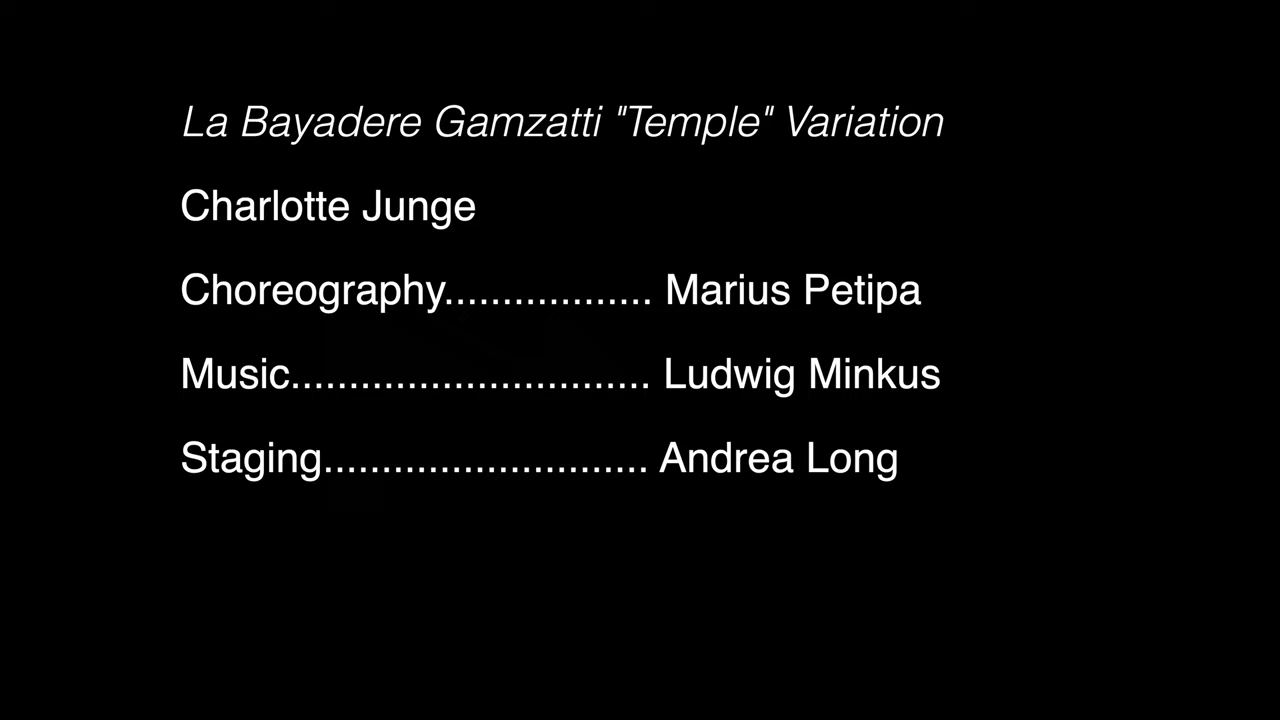 La Bayadere Gamzatti "Temple" Variation
Charlotte Junge
Choreography.................. Marius Petipa
Music............................... Ludwig Minkus
Staging............................ Andrea Long